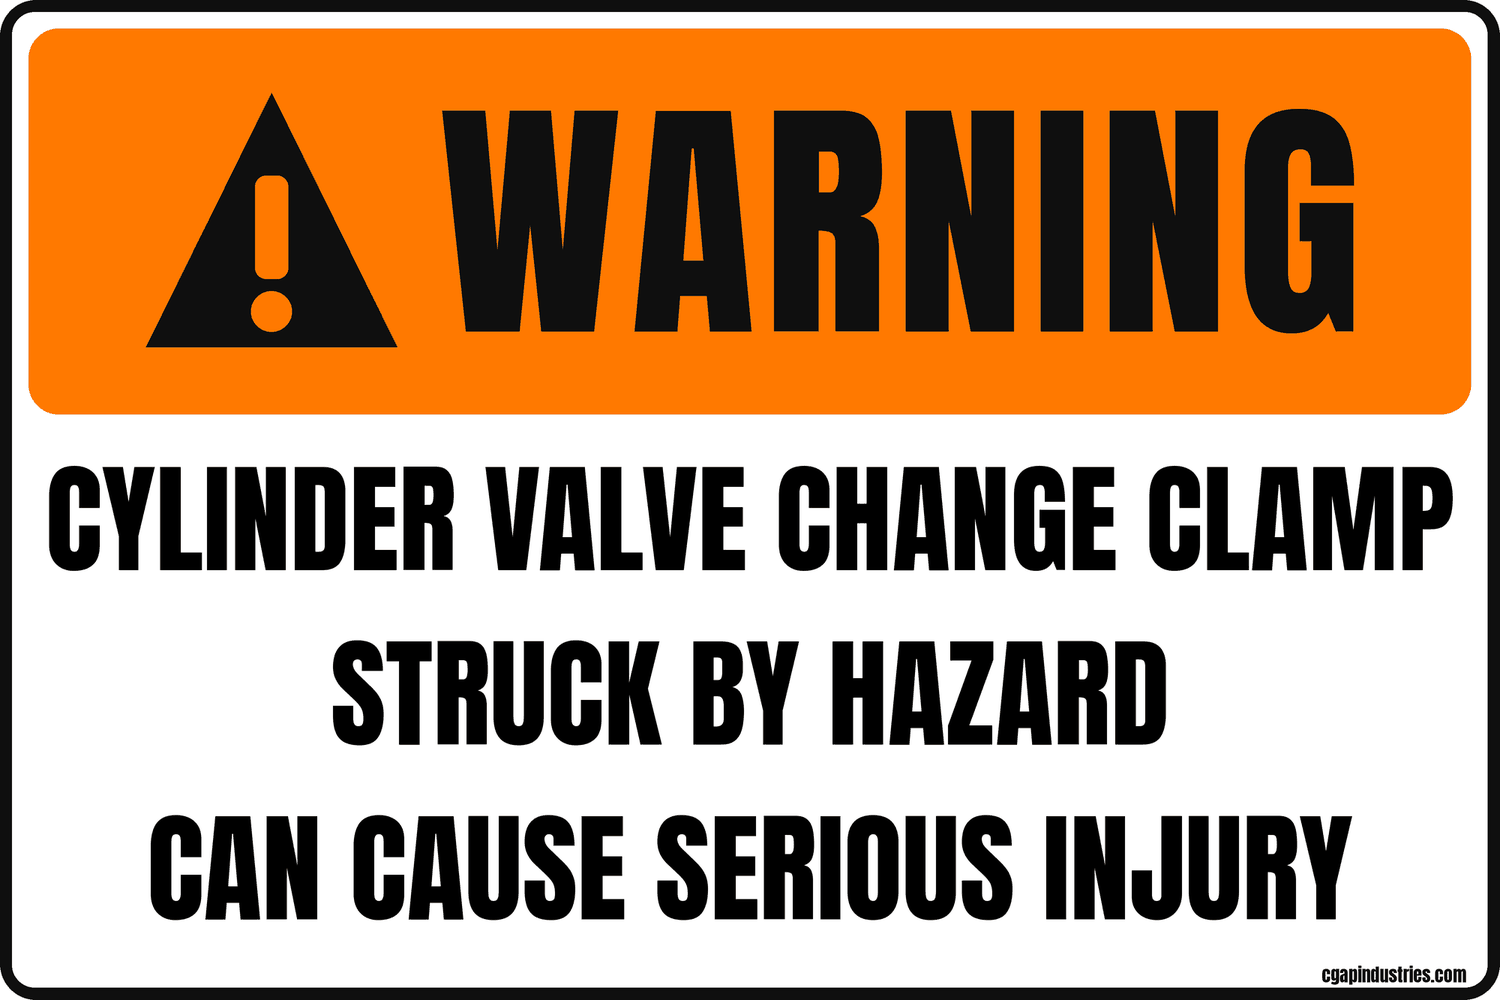 WARNING
CYLINDER VALVE CHANGE CLAMP
STRUCK BY HAZARD
CAN CAUSE SERIOUS INJURY
cgapindustries.com